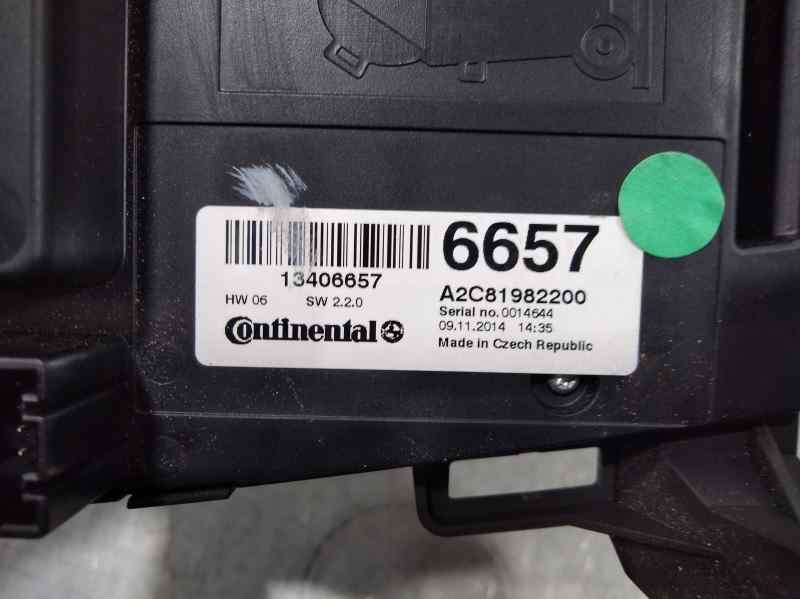 13406657
6657
HW 06 SW 2.2.0
A2C81982200
Serial no.0014644
09.11.2014 14:35
Continental
Made in Czech Republic